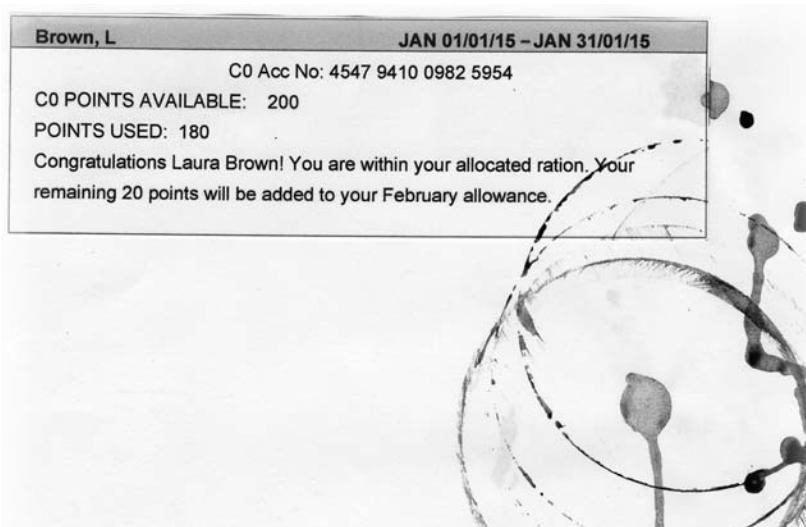 Brown, L JAN 01/01/15 – JAN 31/01/15
C0 Acc No: 4547 9410 0982 5954
C0 POINTS AVAILABLE: 200
POINTS USED: 180
Congratulations Laura Brown! You are within your allocated ration. Your
remaining 20 points will be added to your February allowance.